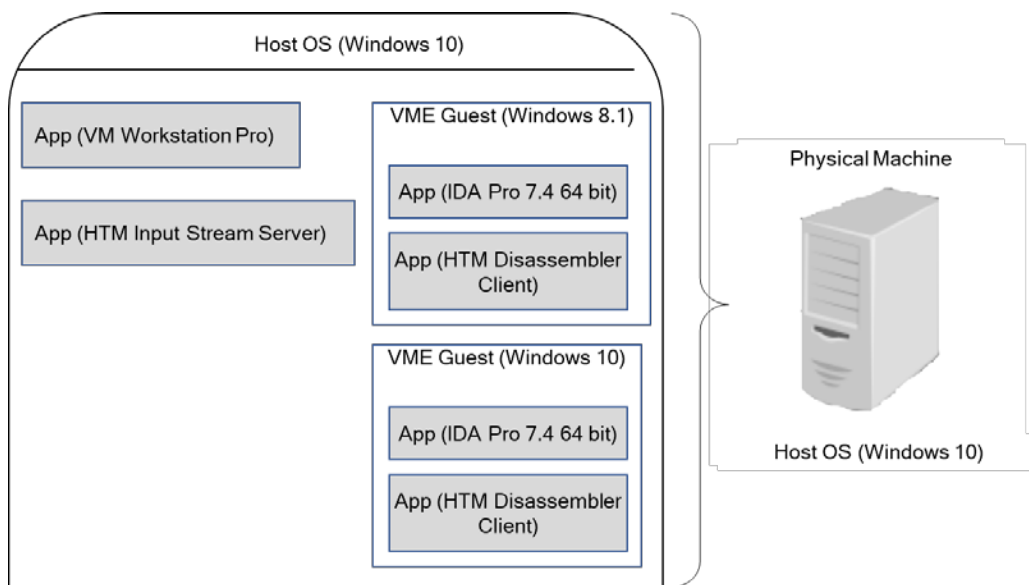 Host OS (Windows 10)
App (VM Workstation Pro)
App (HTM Input Stream Server)
VME Guest (Windows 8.1)
App (IDA Pro 7.4 64 bit)
App (HTM Disassembler
Client)
VME Guest (Windows 10)
App (IDA Pro 7.4 64 bit)
App (HTM Disassembler
Client)
Physical Machine
Host OS (Windows 10)